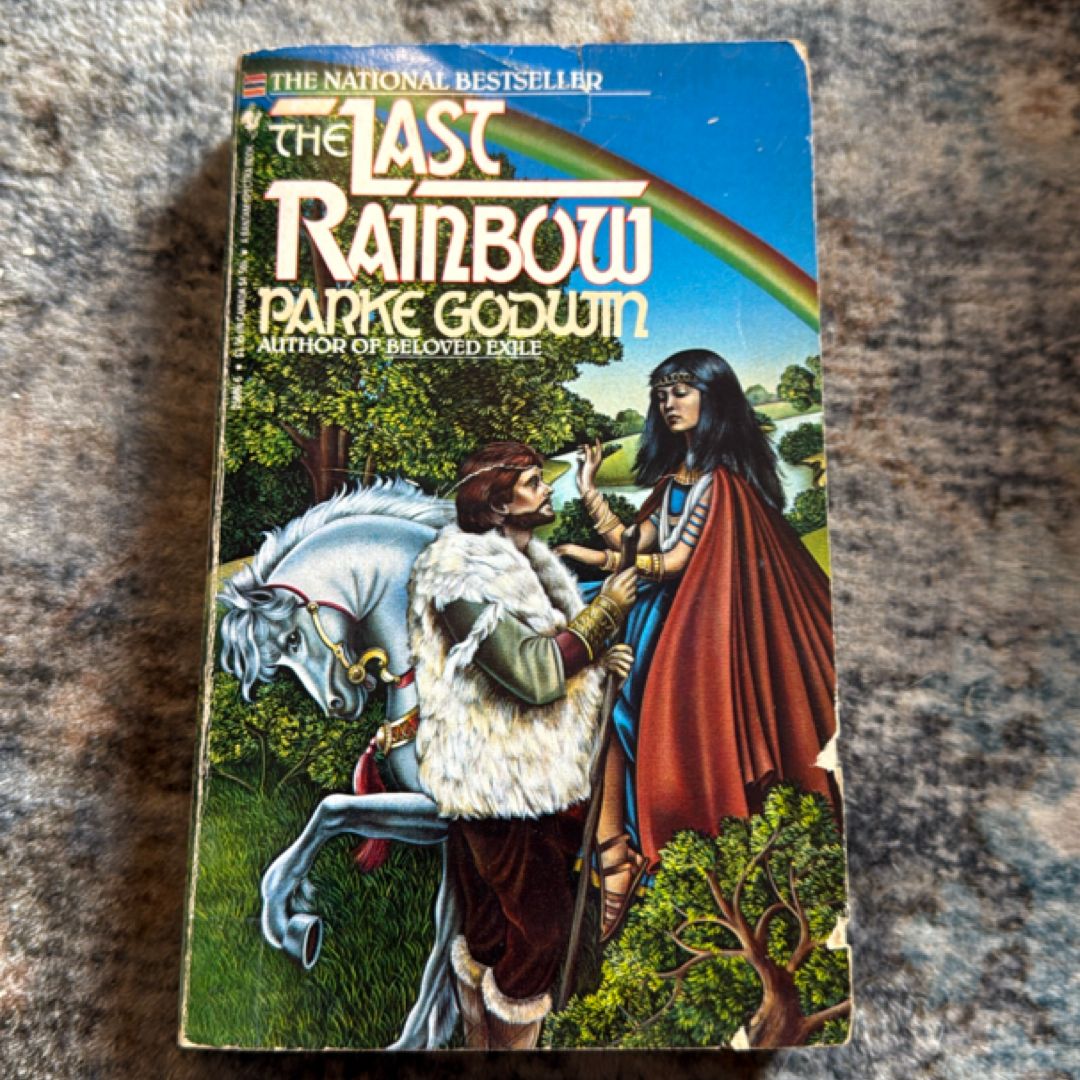 THE NATIONAL BESTSELLER
THE LAST
RAINBOW
PARKE GODWIN
AUTHOR OF BELOVED EXILE